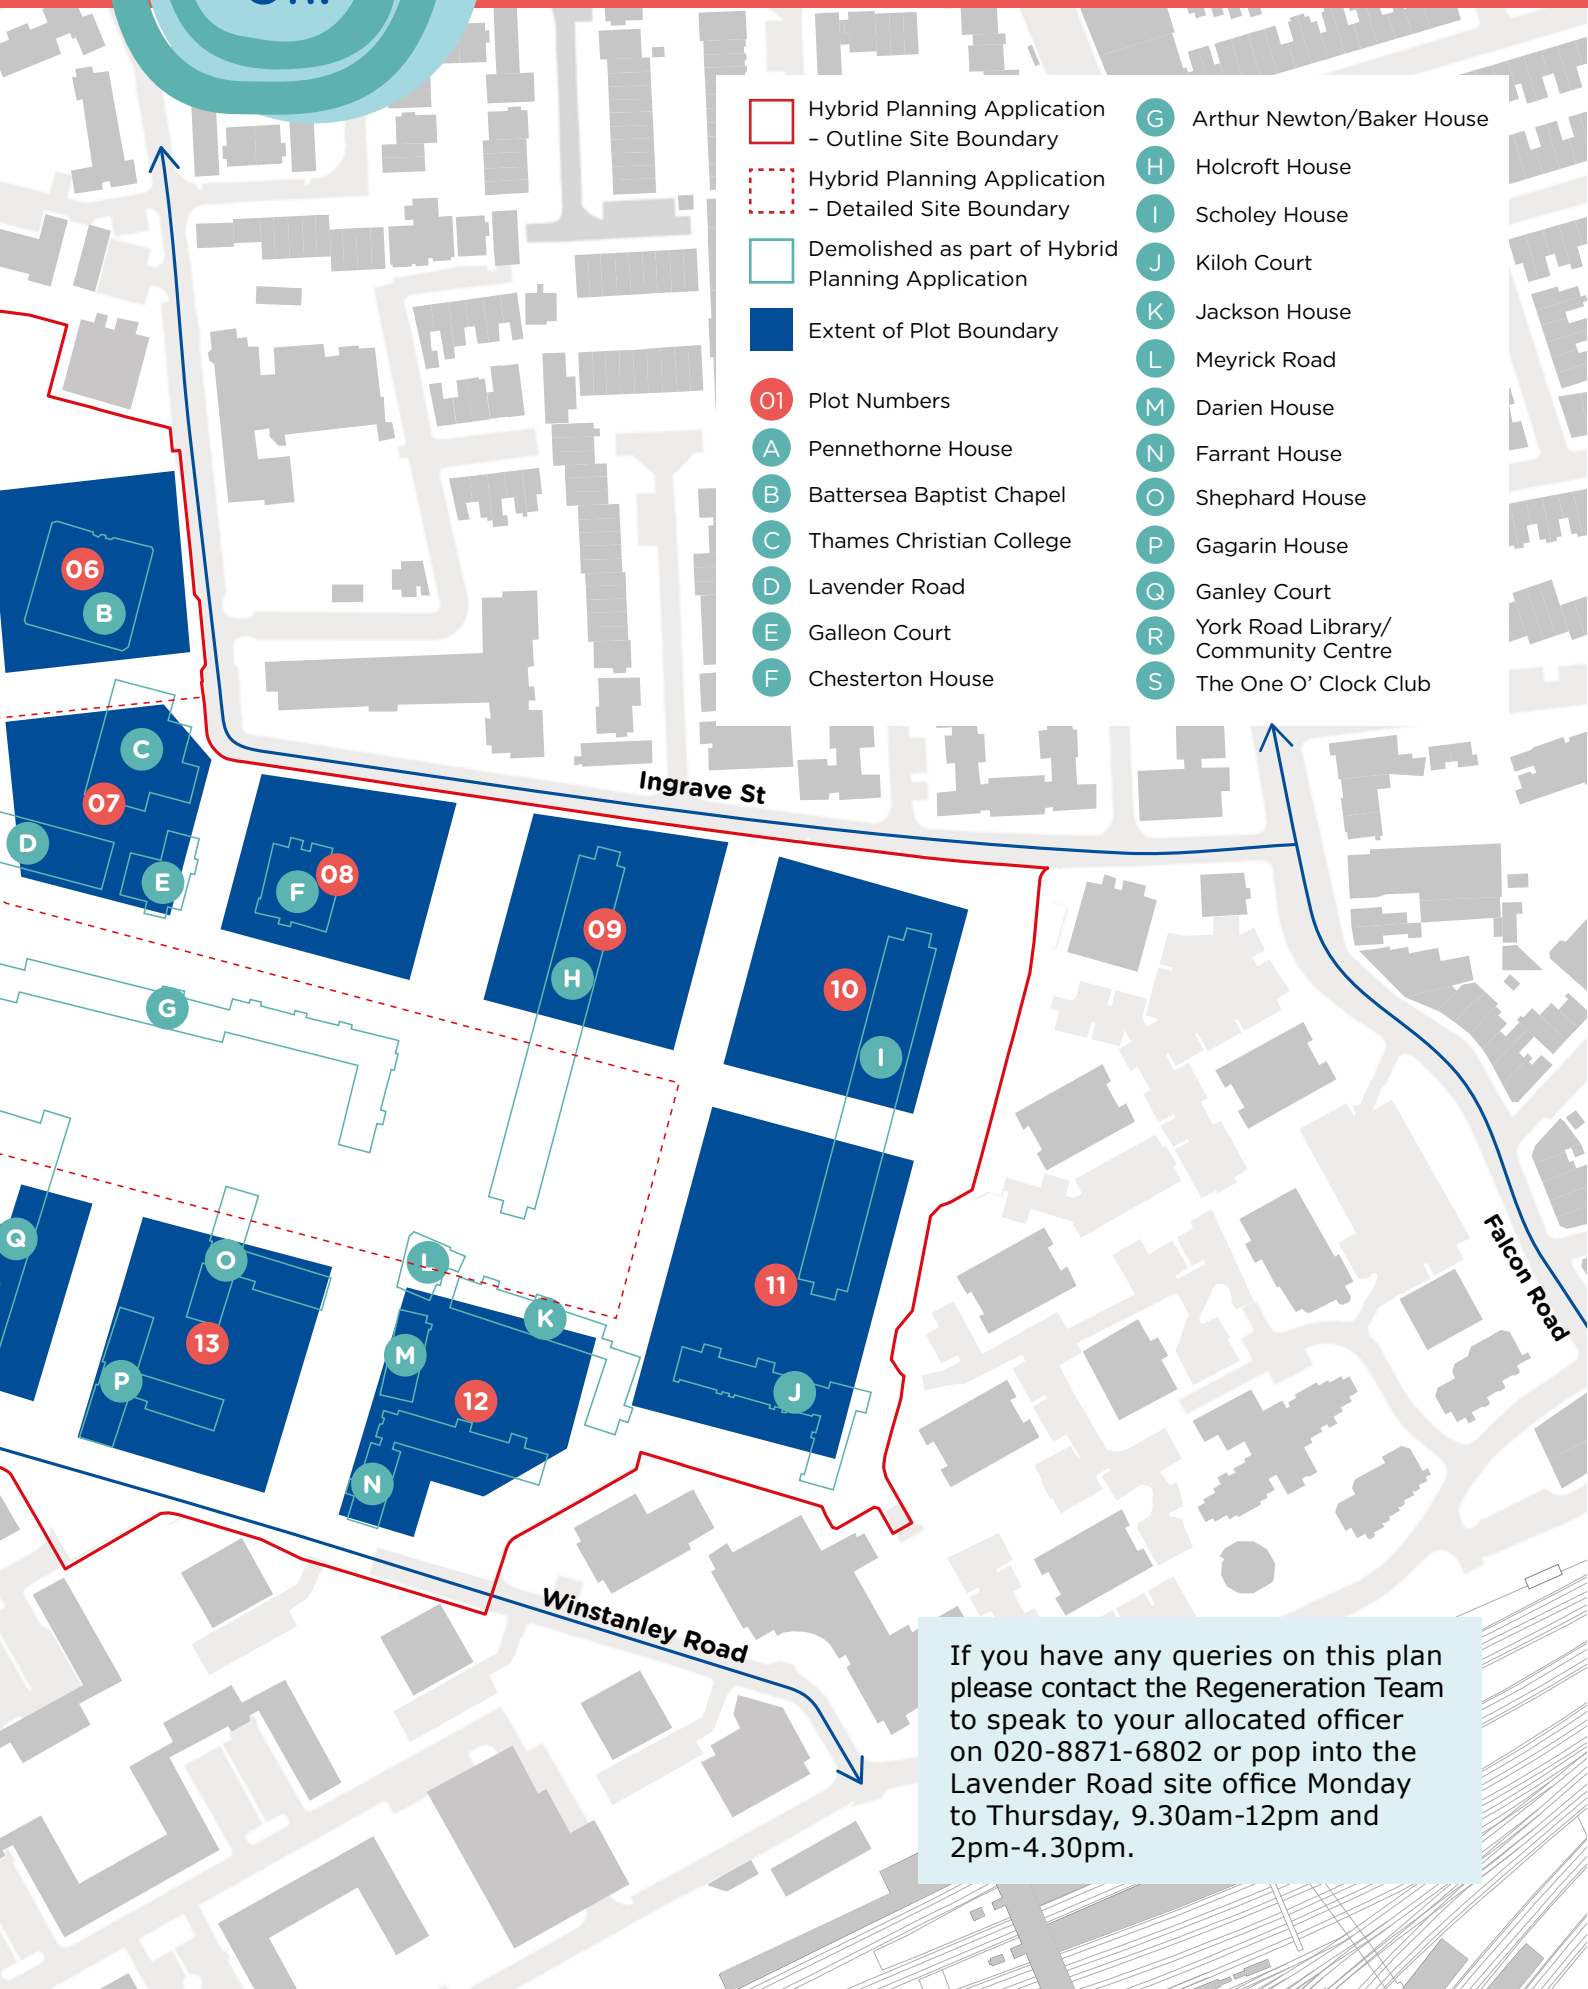 Hybrid Planning Application
– Outline Site Boundary
Hybrid Planning Application
– Detailed Site Boundary
Demolished as part of Hybrid
Planning Application
Extent of Plot Boundary
01 Plot Numbers
A Pennethorne House
B Battersea Baptist Chapel
C Thames Christian College
D Lavender Road
E Galleon Court
F Chesterton House
G Arthur Newton/Baker House
H Holcroft House
I Scholey House
J Kiloh Court
K Jackson House
L Meyrick Road
M Darien House
N Farrant House
O Shephard House
P Gagarin House
Q Ganley Court
R York Road Library/
Community Centre
S The One O’ Clock Club
06
B
C
07
D
E
Ingrave St
F
08
09
H
10
I
G
Q
O
13
P
L
K
M
12
N
11
J
Falcon Road
Winstanley Road
If you have any queries on this plan
please contact the Regeneration Team
to speak to your allocated officer
on 020-8871-6802 or pop into the
Lavender Road site office Monday
to Thursday, 9.30am-12pm and
2pm-4.30pm.